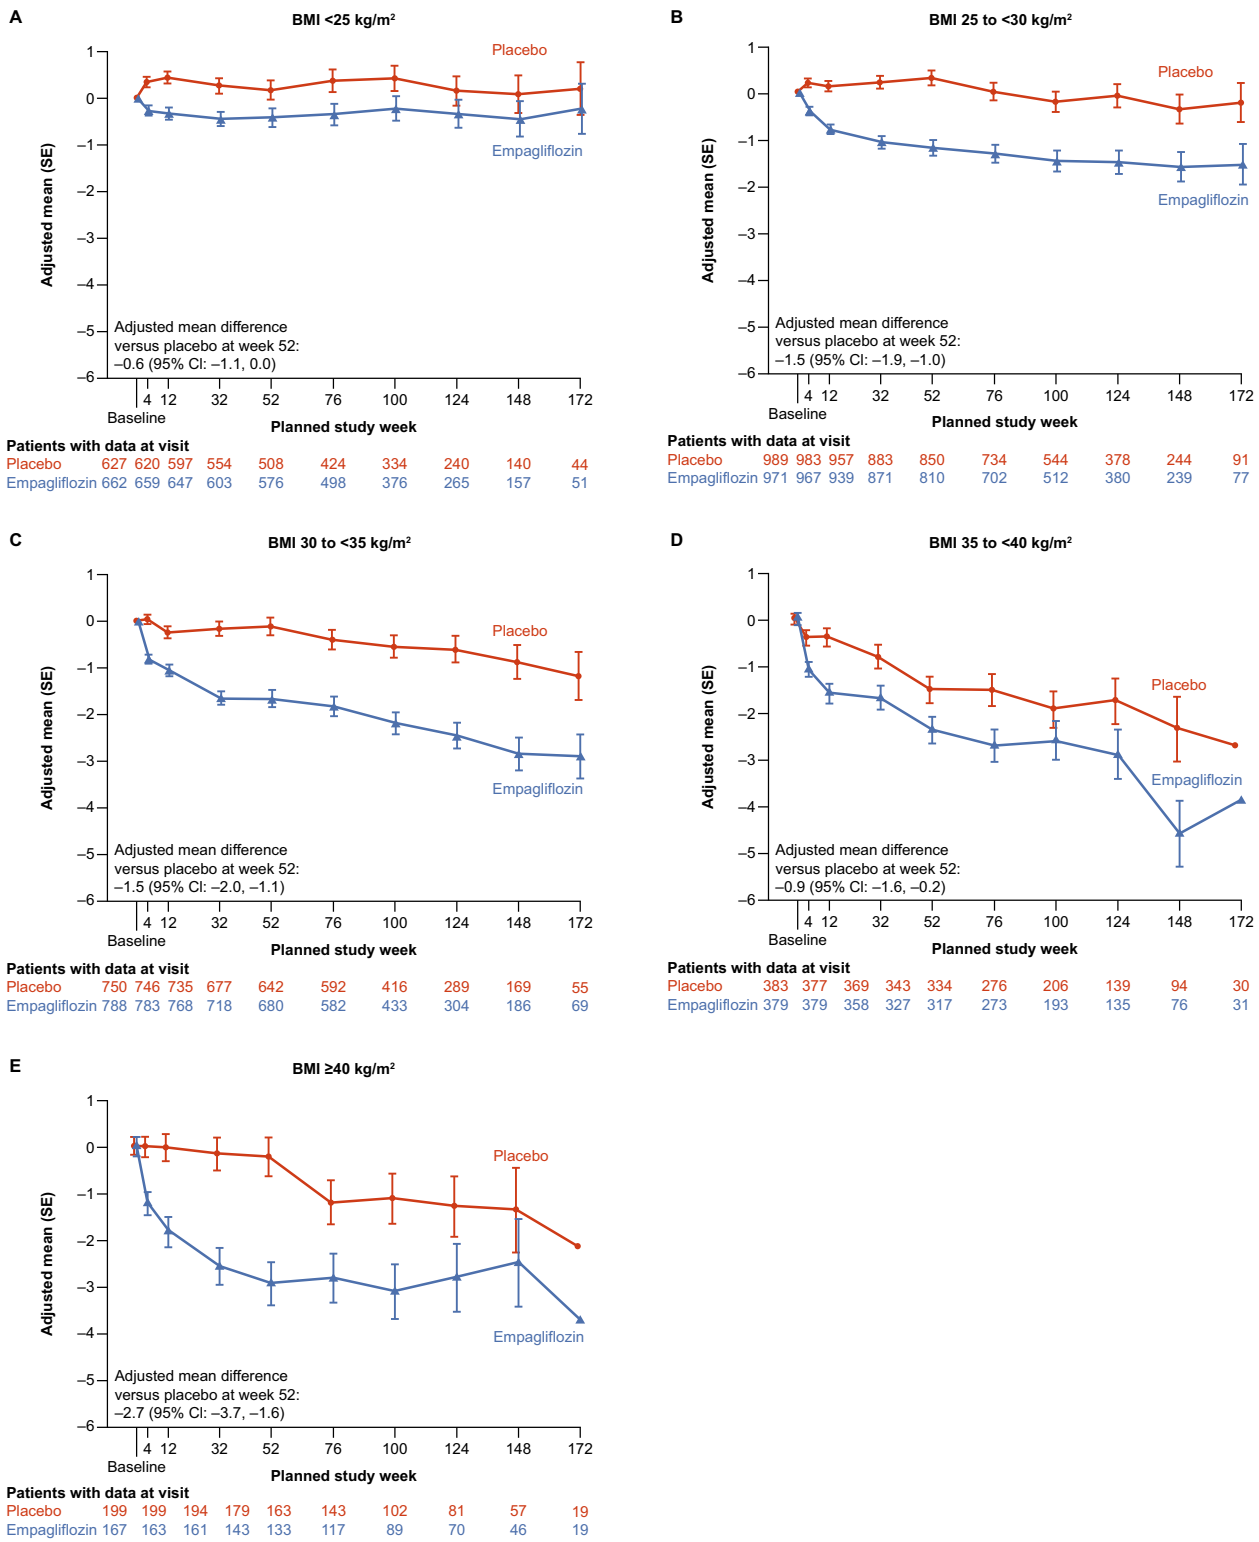 A
BMI <25 kg/m²
Placebo
Empagliflozin
Adjusted mean (SE)
1
0
–1
–2
–3
–4
–5
–6
Adjusted mean difference
versus placebo at week 52:
–0.6 (95% CI: –1.1, 0.0)
4 12 32 52 76 100 124 148 172
Baseline
Planned study week
Patients with data at visit
Placebo 627 620 597 554 508 424 334 240 140 44
Empagliflozin 662 659 647 603 576 498 376 265 157 51
B
BMI 25 to <30 kg/m²
Placebo
Empagliflozin
Adjusted mean (SE)
1
0
–1
–2
–3
–4
–5
–6
Adjusted mean difference
versus placebo at week 52:
–1.5 (95% CI: –1.9, –1.0)
4 12 32 52 76 100 124 148 172
Baseline
Planned study week
Patients with data at visit
Placebo 989 983 957 883 850 734 544 378 244 91
Empagliflozin 971 967 939 871 810 702 512 380 239 77
C
BMI 30 to <35 kg/m²
Placebo
Empagliflozin
Adjusted mean (SE)
1
0
–1
–2
–3
–4
–5
–6
Adjusted mean difference
versus placebo at week 52:
–1.5 (95% CI: –2.0, –1.1)
4 12 32 52 76 100 124 148 172
Baseline
Planned study week
Patients with data at visit
Placebo 750 746 735 677 642 592 416 289 169 55
Empagliflozin 788 783 768 718 680 582 433 304 186 69
D
BMI 35 to <40 kg/m²
Placebo
Empagliflozin
Adjusted mean (SE)
1
0
–1
–2
–3
–4
–5
–6
Adjusted mean difference
versus placebo at week 52:
–0.9 (95% CI: –1.6, –0.2)
4 12 32 52 76 100 124 148 172
Baseline
Planned study week
Patients with data at visit
Placebo 383 377 369 343 334 276 206 139 94 30
Empagliflozin 379 379 358 327 317 273 193 135 76 31
E
BMI ≥40 kg/m²
Placebo
Empagliflozin
Adjusted mean (SE)
1
0
–1
–2
–3
–4
–5
–6
Adjusted mean difference
versus placebo at week 52:
–2.7 (95% CI: –3.7, –1.6)
4 12 32 52 76 100 124 148 172
Baseline
Planned study week
Patients with data at visit
Placebo 199 199 194 179 163 143 102 81 57 19
Empagliflozin 167 163 161 143 133 117 89 70 46 19